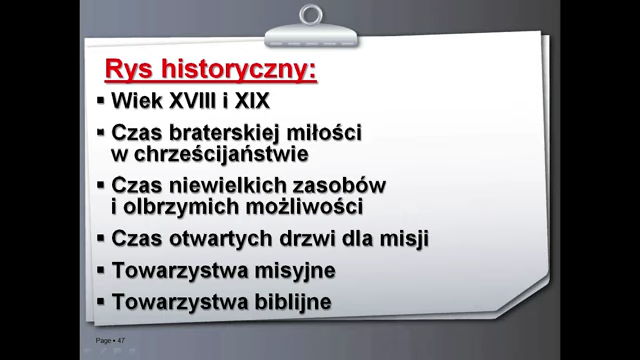 Rys historyczny:
▪ Wiek XVIII i XIX
▪ Czas braterskiej miłości
w chrześcijaństwie
▪ Czas niewielkich zasobów
i olbrzymich możliwości
▪ Czas otwartych drzwi dla misji
▪ Towarzystwa misyjne
▪ Towarzystwa biblijne
Page ▪ 47